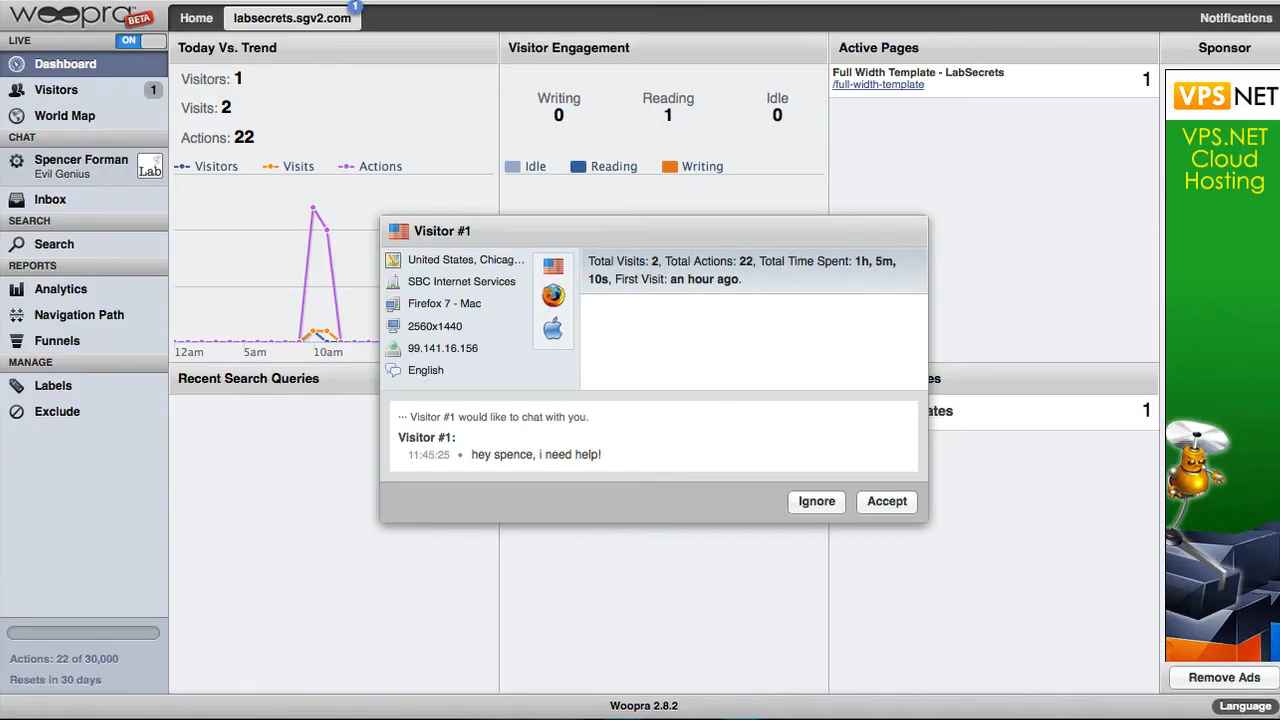 woopra BETA
Home
labsecrets.sgv2.com
1
Notifications
LIVE
ON
Dashboard
Visitors
1
World Map
CHAT
Spencer Forman
Evil Genius
Lab
Inbox
SEARCH
Search
REPORTS
Analytics
Navigation Path
Funnels
MANAGE
Labels
Exclude
Actions: 22 of 30,000
Resets in 30 days
Today Vs. Trend
Visitors: 1
Visits: 2
Actions: 22
Visitors Visits Actions
12am 5am 10am
Recent Search Queries
Visitor Engagement
Writing Reading Idle
0 1 0
Idle Reading Writing
Active Pages
Full Width Template - LabSecrets
/full-width-template
1
es
ates
1
Visitor #1
United States, Chicag...
SBC Internet Services
Firefox 7 - Mac
2560x1440
99.141.16.156
English
Total Visits: 2, Total Actions: 22, Total Time Spent: 1h, 5m,
10s, First Visit: an hour ago.
··· Visitor #1 would like to chat with you.
Visitor #1:
11:45:25 • hey spence, i need help!
Ignore
Accept
Sponsor
VPS NET
VPS.NET
Cloud
Hosting
Remove Ads
Woopra 2.8.2
Language